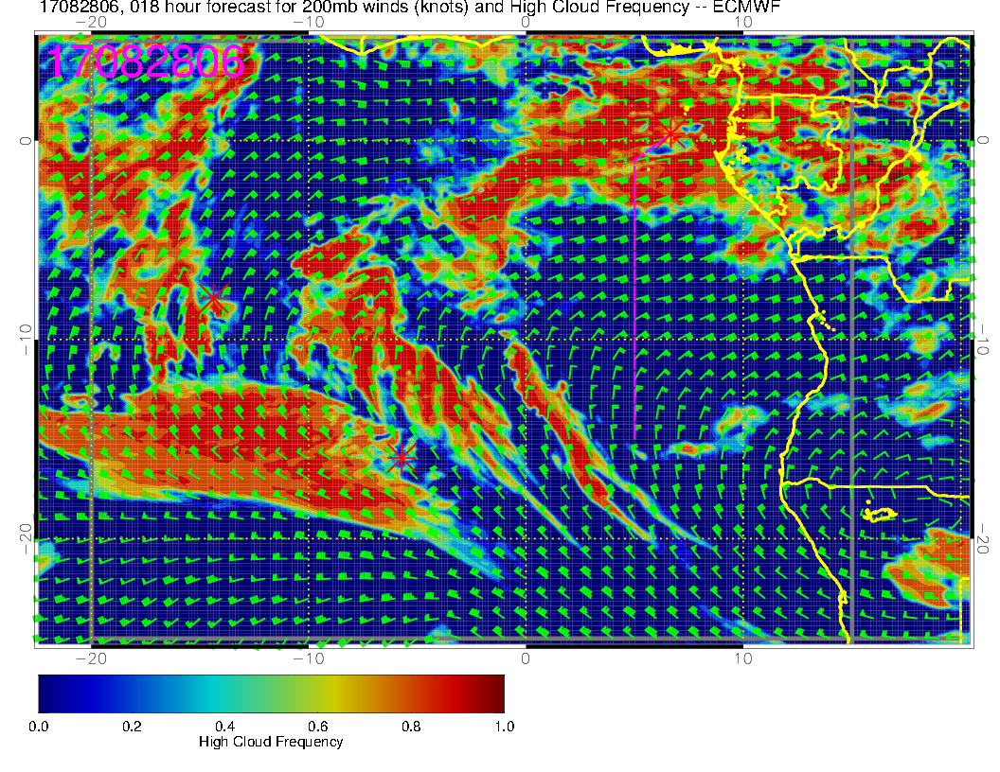 17082806, 018 hour forecast for 200mb winds (knots) and High Cloud Frequency -- ECMWF
−20 −10 0 10
17082806
0 0
−10 −10
−20 −20
−20 −10 0 10
0.0 0.2 0.4 0.6 0.8 1.0
High Cloud Frequency